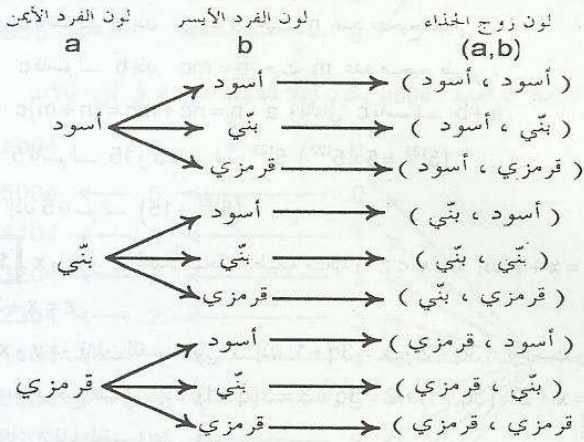 لون الفرد الأيمن لون الفرد الأيسر لون زوج الحذاء
a b (a,b)
أسود ( أسود ، أسود )
أسود بنّي ( أسود ، بنّي )
قرمزي ( أسود ، قرمزي )
أسود ( بنّي ، أسود )
بنّي بنّي ( بنّي ، بنّي )
قرمزي ( بنّي ، قرمزي )
أسود ( قرمزي ، أسود )
قرمزي بنّي ( قرمزي ، بنّي )
قرمزي ( قرمزي ، قرمزي )